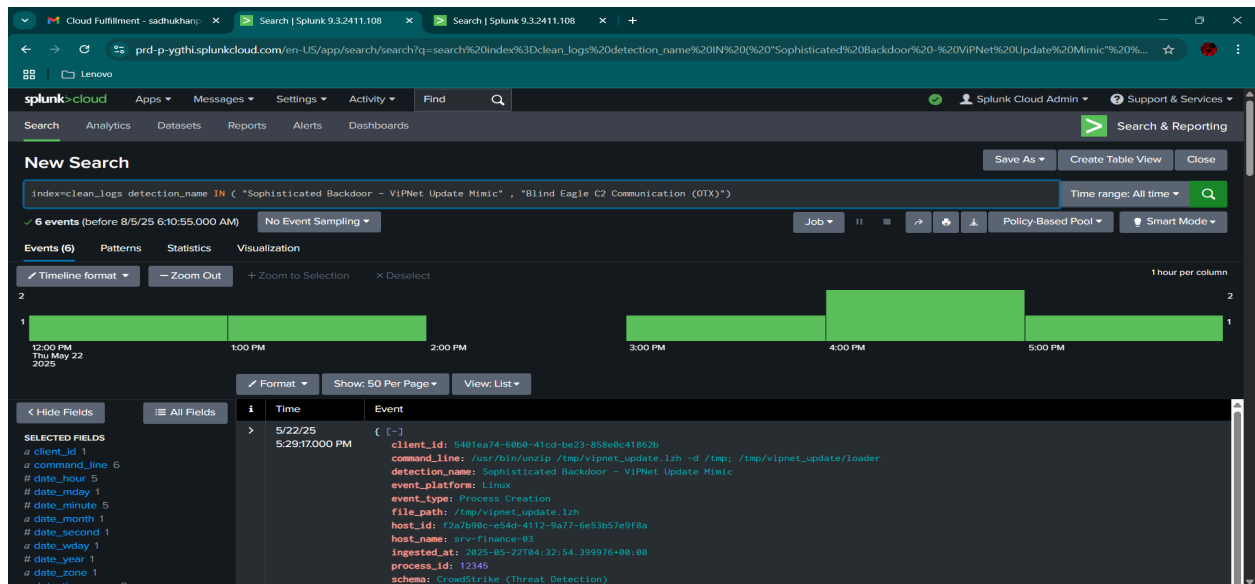 Cloud Fulfillment - sadhukhanp
Search | Splunk 9.3.2411.108
Search | Splunk 9.3.2411.108
prd-p-ygthi.splunkcloud.com/en-US/app/search/search?q=search%20index%3Dclean_logs%20detection_name%20IN%20(%20"Sophisticated%20Backdoor%20-%20ViPNet%20Update%20Mimic"%20%...
Lenovo
splunk>cloud Apps Messages Settings Activity Find Splunk Cloud Admin Support & Services
Search Analytics Datasets Reports Alerts Dashboards Search & Reporting
New Search Save As Create Table View Close
index=clean_logs detection_name IN ( "Sophisticated Backdoor - ViPNet Update Mimic" , "Blind Eagle C2 Communication (OTX)") Time range: All time
6 events (before 8/5/25 6:10:55.000 AM) No Event Sampling Job Policy-Based Pool Smart Mode
Events (6) Patterns Statistics Visualization
Timeline format — Zoom Out + Zoom to Selection × Deselect 1 hour per column
2 2
1 1
12:00 PM 1:00 PM 2:00 PM 3:00 PM 4:00 PM 5:00 PM
Thu May 22
2025
Format Show: 50 Per Page View: List
< Hide Fields All Fields i Time Event
SELECTED FIELDS
a client_id 1
a command_line 6
# date_hour 5
# date_mday 1
# date_minute 5
a date_month 1
# date_second 1
a date_wday 1
# date_year 1
a date_zone 1
> 5/22/25
5:29:17.000 PM
{ [-]
client_id: 5401ea74-60b0-41cd-be23-858e0c41862b
command_line: /usr/bin/unzip /tmp/vipnet_update.lzh -d /tmp; /tmp/vipnet_update/loader
detection_name: Sophisticated Backdoor - ViPNet Update Mimic
event_platform: Linux
event_type: Process Creation
file_path: /tmp/vipnet_update.lzh
host_id: f2a7b90c-e54d-4112-9a77-6e53b57e9f8a
host_name: srv-finance-03
ingested_at: 2025-05-22T04:32:54.399976+00:00
process_id: 12345
schema: CrowdStrike (Threat Detection)